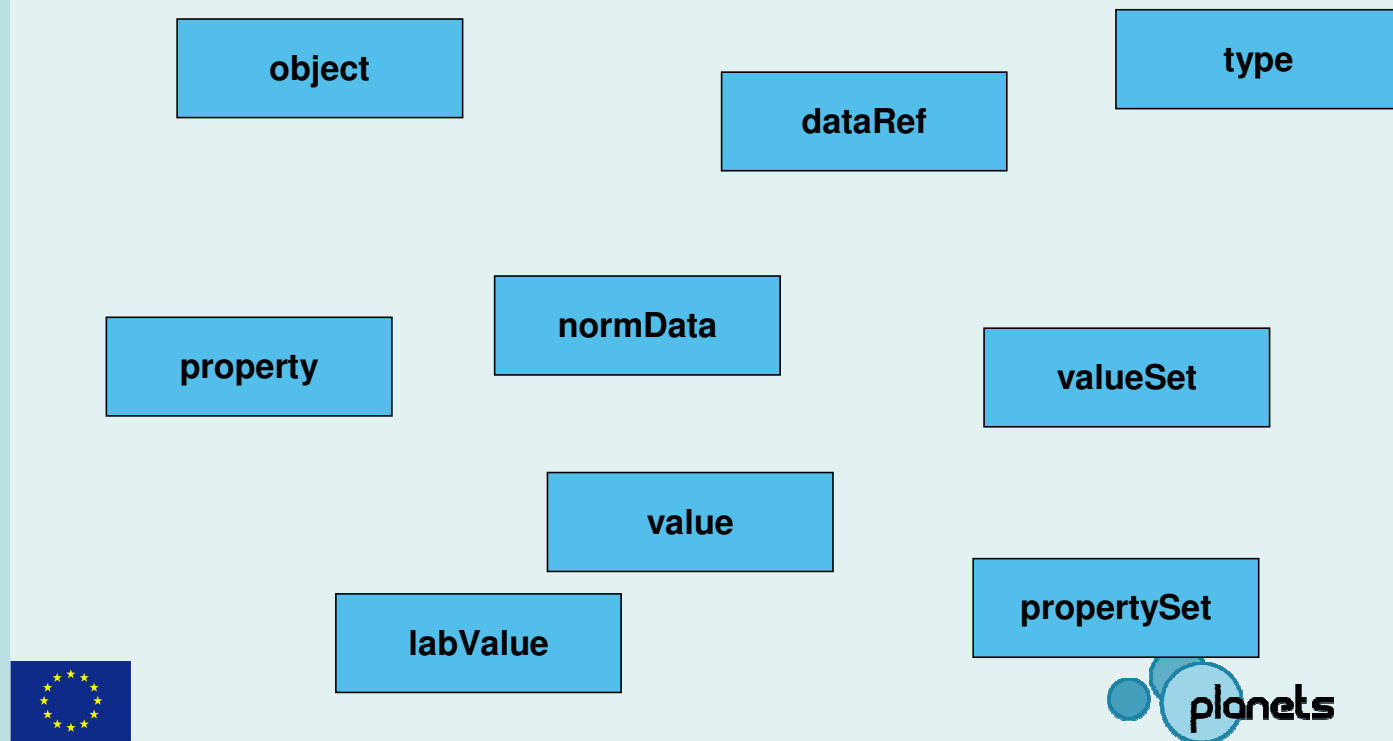 object
type
dataRef
normData
property
valueSet
value
propertySet
labValue
planets